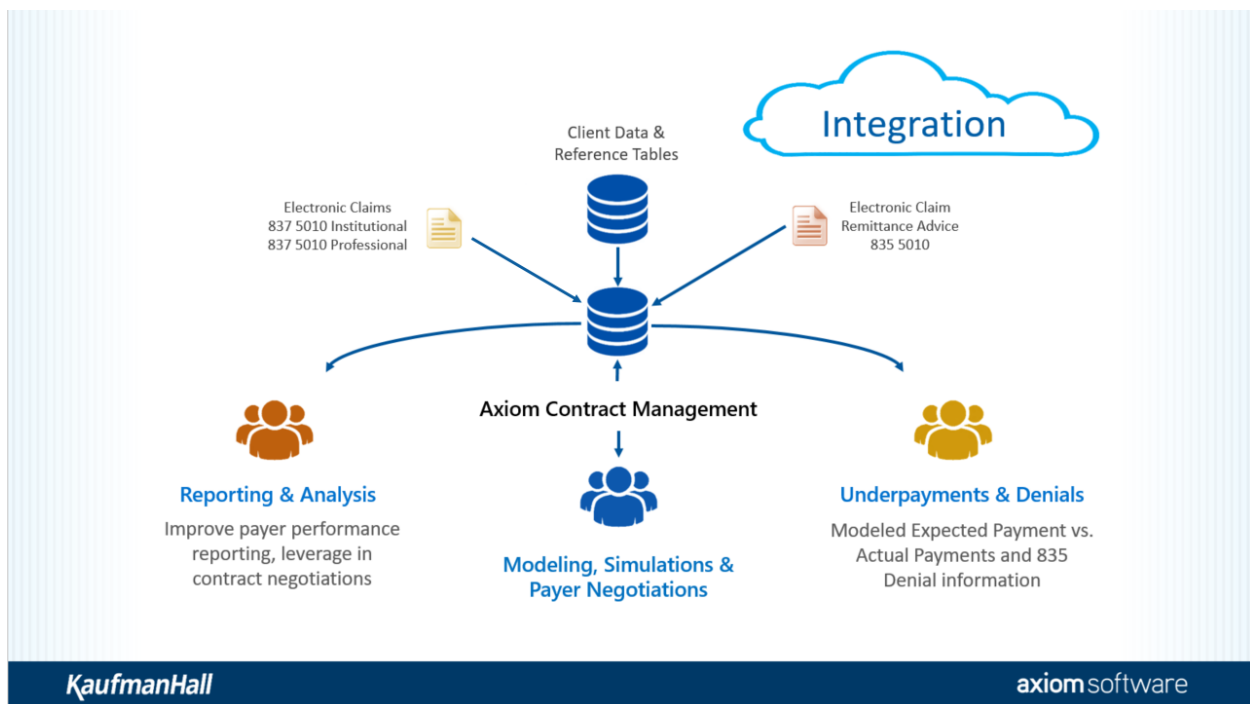 Integration
Client Data &
Reference Tables
Electronic Claims
837 5010 Institutional
837 5010 Professional
Electronic Claim
Remittance Advice
835 5010
Axiom Contract Management
Reporting & Analysis
Improve payer performance
reporting, leverage in
contract negotiations
Modeling, Simulations &
Payer Negotiations
Underpayments & Denials
Modeled Expected Payment vs.
Actual Payments and 835
Denial information
KaufmanHall
axiom software